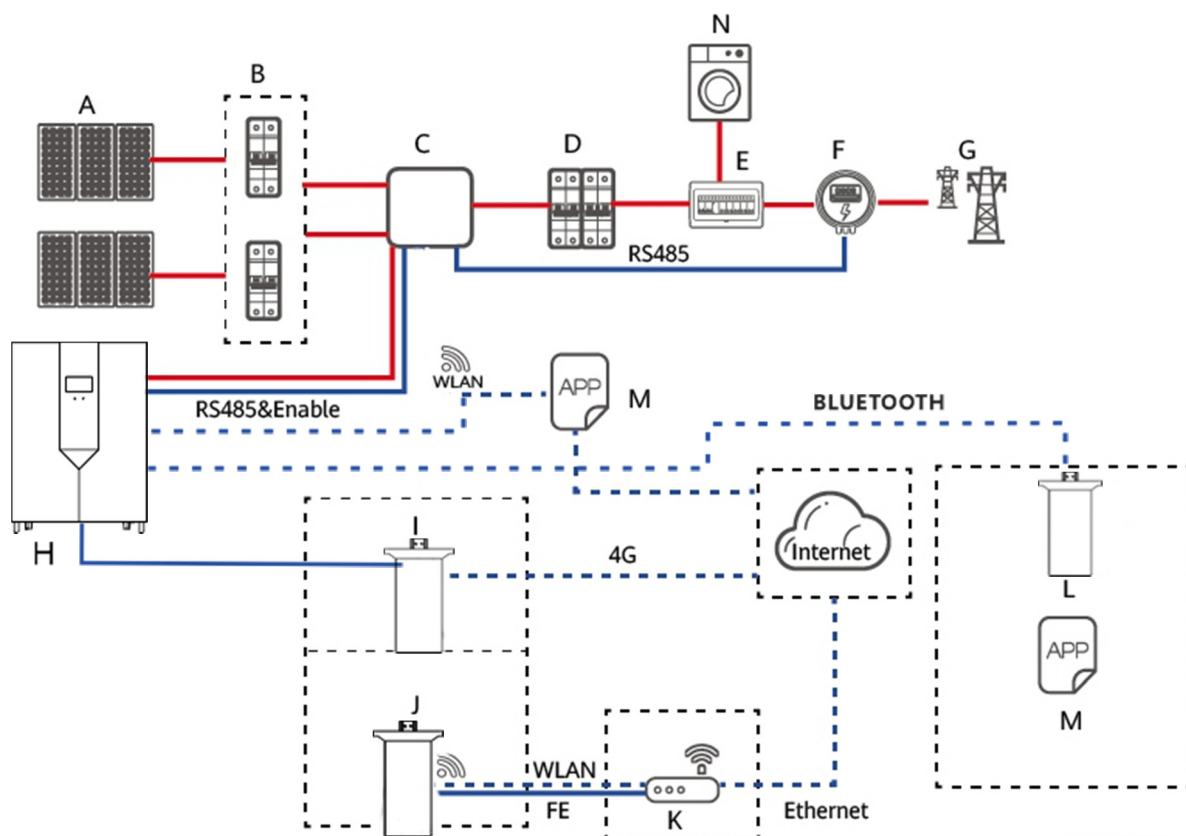 N
B
A
C
D
E
F
G
RS485
WLAN
APP
M
RS485&Enable
BLUETOOTH
H
I
4G
Internet
L
APP
M
J
WLAN
FE
K
Ethernet